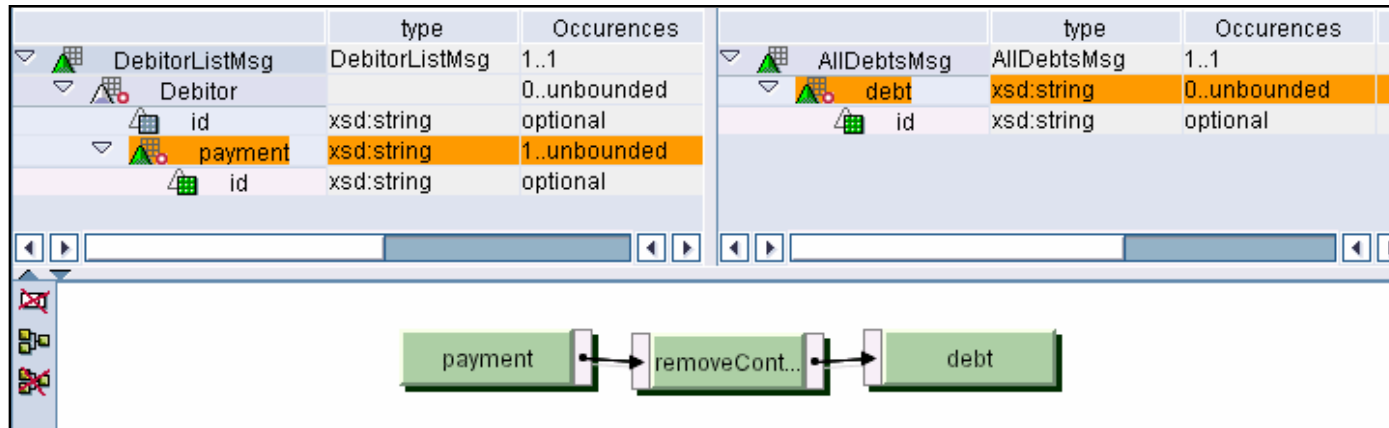 type Occurences type Occurences
DebitorListMsg DebitorListMsg 1..1 AllDebtsMsg AllDebtsMsg 1..1
Debitor 0..unbounded debt xsd:string 0..unbounded
id xsd:string optional id xsd:string optional
payment xsd:string 1..unbounded
id xsd:string optional
payment removeCont... debt